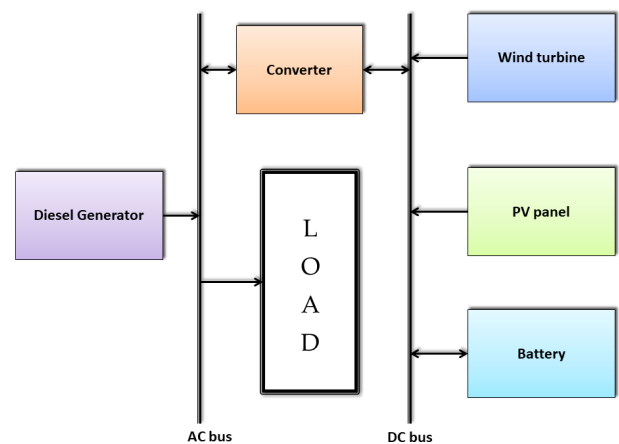 Converter
Wind turbine
Diesel Generator
L
O
A
D
PV panel
Battery
AC bus
DC bus